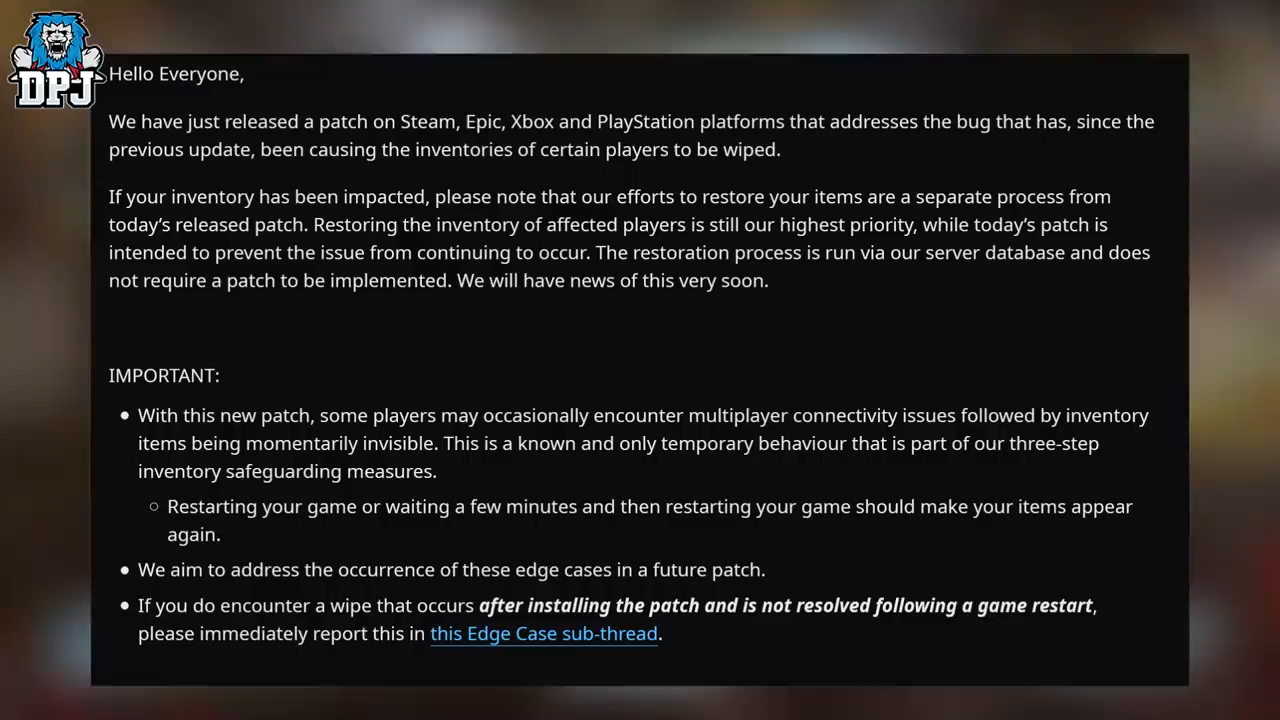 DPJ
Hello Everyone,
We have just released a patch on Steam, Epic, Xbox and PlayStation platforms that addresses the bug that has, since the
previous update, been causing the inventories of certain players to be wiped.
If your inventory has been impacted, please note that our efforts to restore your items are a separate process from
today’s released patch. Restoring the inventory of affected players is still our highest priority, while today’s patch is
intended to prevent the issue from continuing to occur. The restoration process is run via our server database and does
not require a patch to be implemented. We will have news of this very soon.
IMPORTANT:
• With this new patch, some players may occasionally encounter multiplayer connectivity issues followed by inventory
items being momentarily invisible. This is a known and only temporary behaviour that is part of our three-step
inventory safeguarding measures.
○ Restarting your game or waiting a few minutes and then restarting your game should make your items appear
again.
• We aim to address the occurrence of these edge cases in a future patch.
• If you do encounter a wipe that occurs after installing the patch and is not resolved following a game restart,
please immediately report this in this Edge Case sub-thread.